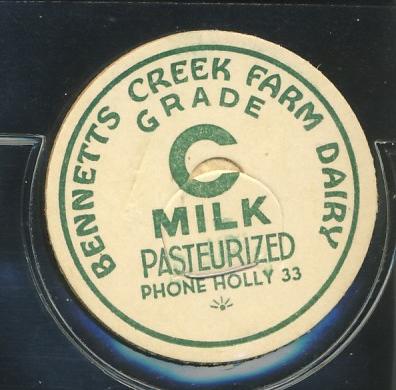 BENNETTS CREEK FARM DAIRY
GRADE
C
MILK
PASTEURIZED
PHONE HOLLY 33